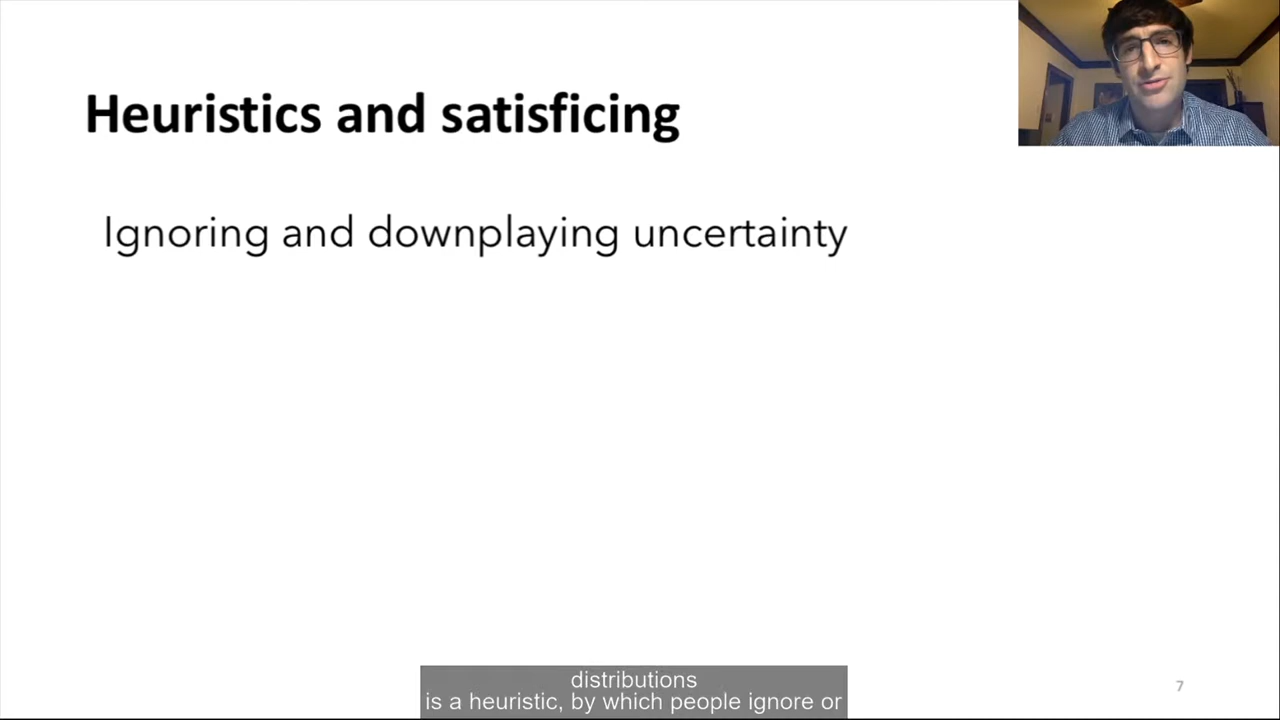 Heuristics and satisficing
Ignoring and downplaying uncertainty
distributions
is a heuristic, by which people ignore or
7